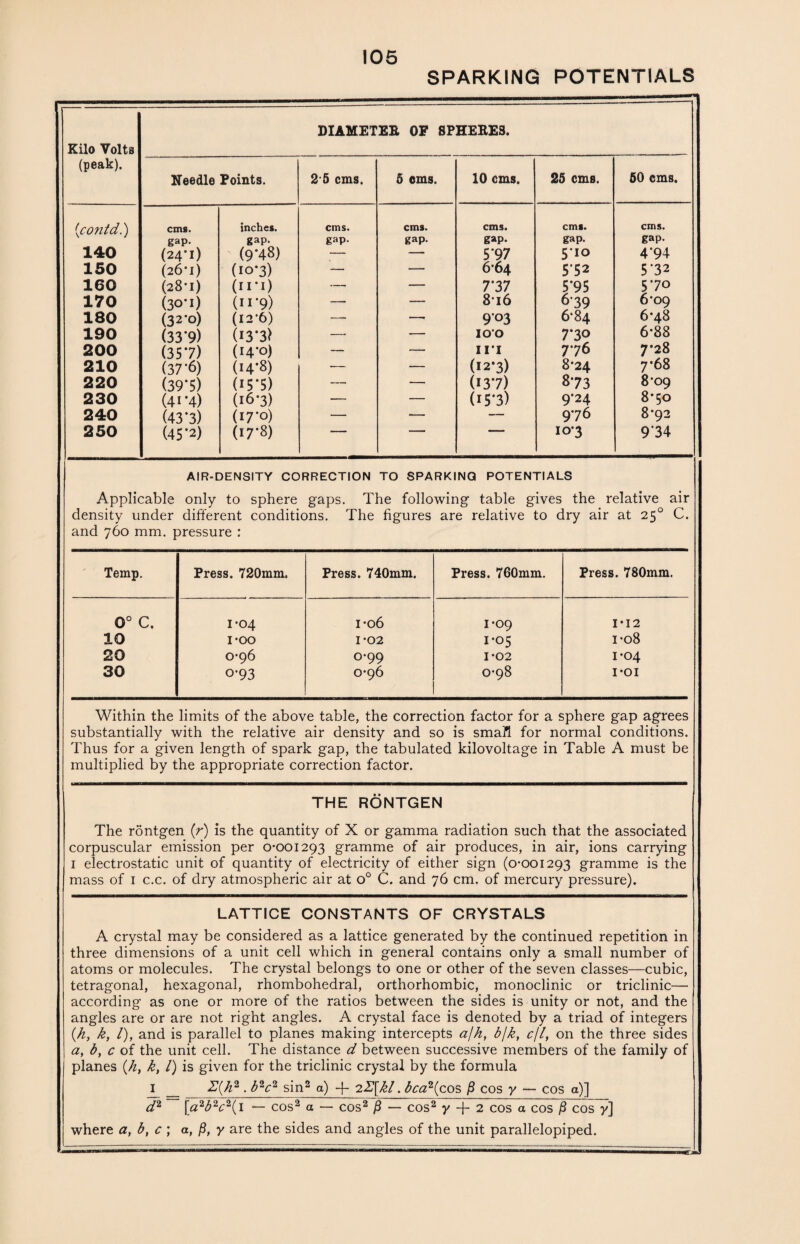 105
SPARKING POTENTIALS
Kilo Volts (peak). DIAMETER OF SPHERES.
Needle Points. 2·5 cms. 5 cms. 10 cms. 25 cms. 50 cms.
(contd.) cms. gap. inches. gap. cms. gap. cms. gap. cms. gap. cms. gap. cms. gap.
140 (24·1) (9·48) — — 5·97 5·10 4·94
150 (26·1) (10·3) — — 6·64 5·52 5·32
160 (28·1) (11·1) — — 7·37 5·95 5·70
170 (30·1) (11·9) — — 8·16 6·39 6·09
180 (32·0) (12·6) — — 9·03 6·84 6·48
190 (33·9) (13·3) — — 10·0 7·30 6·88
200 (35·7) (14·0) — — 11·1 7·76 7·28
210 (37·6) (14·8) — — (12·3) 8·24 7·68
220 (39·5) (15·5) — — (13·7) 8·73 8·09
230 (41·4) (16·3) — — (15·3) 9·24 8·50
240 (43·3) (17·0) — — — 9·76 8·92
250 (45·2) (17·8) — — — 10·3 9·34
AIR-DENSITY CORRECTION TO SPARKING POTENTIALS
Applicable only to sphere gaps. The following table gives the relative air
density under different conditions. The figures are relative to dry air at 25° C.
and 760 mm. pressure :
Temp. Press. 720mm. Press. 740mm. Press. 760mm. Press. 780mm.
0° C. 1·04 1·06 1·09 1·12
10 1·00 1·02 1·05 1·08
20 0·96 0·99 1·02 1·04
30 0·93 0·96 0·98 1·01
Within the limits of the above table, the correction factor for a sphere gap agrees
substantially with the relative air density and so is small for normal conditions.
Thus for a given length of spark gap, the tabulated kilovoltage in Table A must be
multiplied by the appropriate correction factor.
THE RÖNTGEN
The röntgen (r) is the quantity of X or gamma radiation such that the associated
corpuscular emission per 0·001293 gramme of air produces, in air, ions carrying
1 electrostatic unit of quantity of electricity of either sign (0·001293 gramme is the
mass of 1 c.c. of dry atmospheric air at 0° C. and 76 cm. of mercury pressure).
LATTICE CONSTANTS OF CRYSTALS
A crystal may be considered as a lattice generated by the continued repetition in
three dimensions of a unit cell which in general contains only a small number of
atoms or molecules. The crystal belongs to one or other of the seven classes—cubic,
tetragonal, hexagonal, rhombohedral, orthorhombic, monoclinic or triclinic—
according as one or more of the ratios between the sides is unity or not, and the
angles are or are not right angles. A crystal face is denoted by a triad of integers
(h, k, l), and is parallel to planes making intercepts a/h, b/k, c/l, on the three sides
a, b, c of the unit cell. The distance d between successive members of the family of
planes (h, k, l) is given for the triclinic crystal by the formula
1/d² = Σ(h² . b²c² sin² α) + 2Σ[kl . bca²(cos β cos γ — cos α)]
/ [a²b²c²(1 — cos² α — cos² β — cos² γ + 2 cos α cos β cos γ]
where a, b, c ; α, β, γ are the sides and angles of the unit parallelopiped.